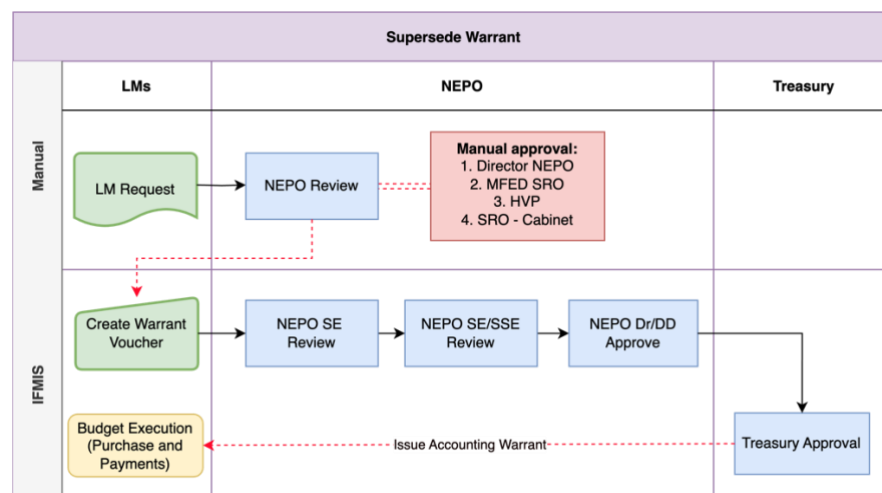 Supersede Warrant
LMs
NEPO
Treasury
Manual
LM Request
NEPO Review
Manual approval:
1. Director NEPO
2. MFED SRO
3. HVP
4. SRO - Cabinet
IFMIS
Create Warrant
Voucher
NEPO SE
Review
NEPO SE/SSE
Review
NEPO Dr/DD
Approve
Budget Execution
(Purchase and
Payments)
Issue Accounting Warrant
Treasury Approval